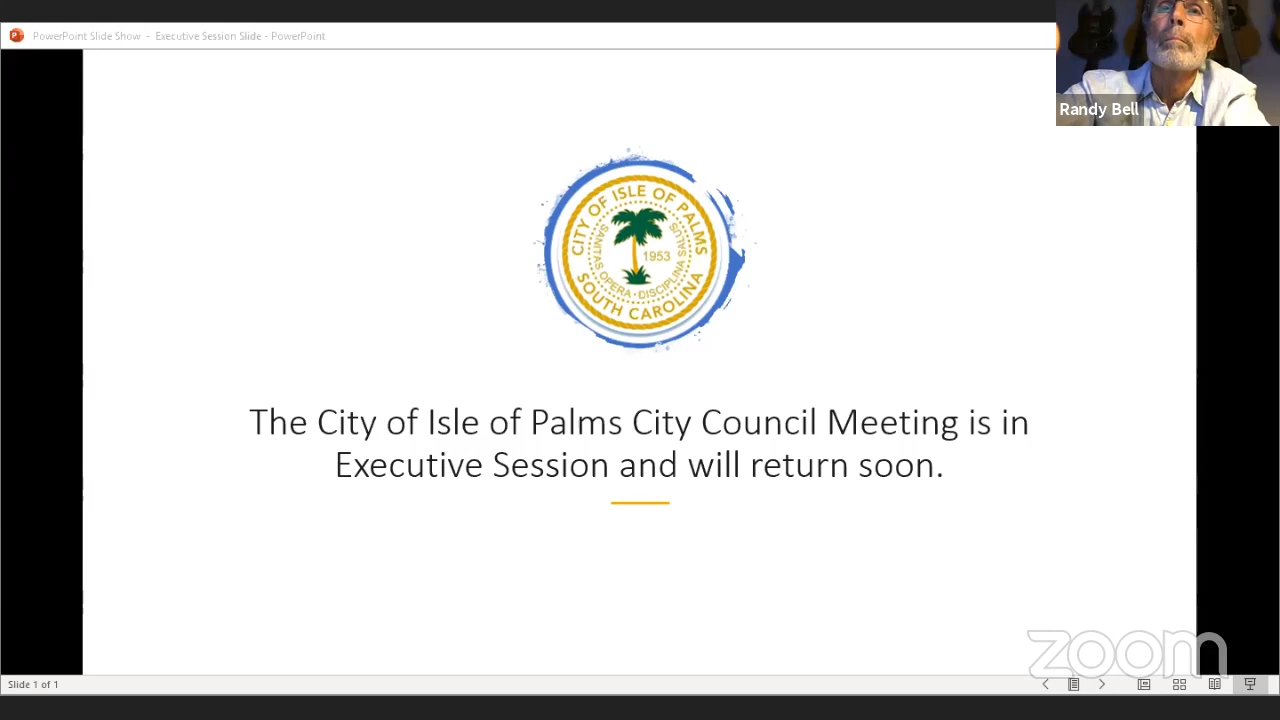 PowerPoint Slide Show - Executive Session Slide - PowerPoint
Randy Bell
CITY OF ISLE OF PALMS
SANITAS OPERA · DISCIPLINA SALUS
1953
SOUTH CAROLINA
The City of Isle of Palms City Council Meeting is in
Executive Session and will return soon.
zoom
Slide 1 of 1